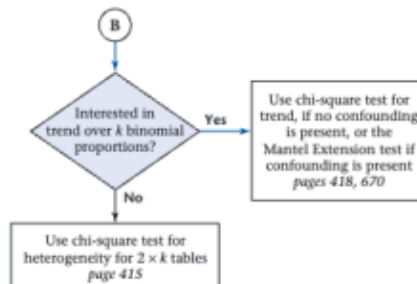 B
Interested in
trend over k binomial
proportions?
Yes
Use chi-square test for
trend, if no confounding
is present, or the
Mantel Extension test if
confounding is present
pages 418, 670
No
Use chi-square test for
heterogeneity for 2 × k tables
page 415